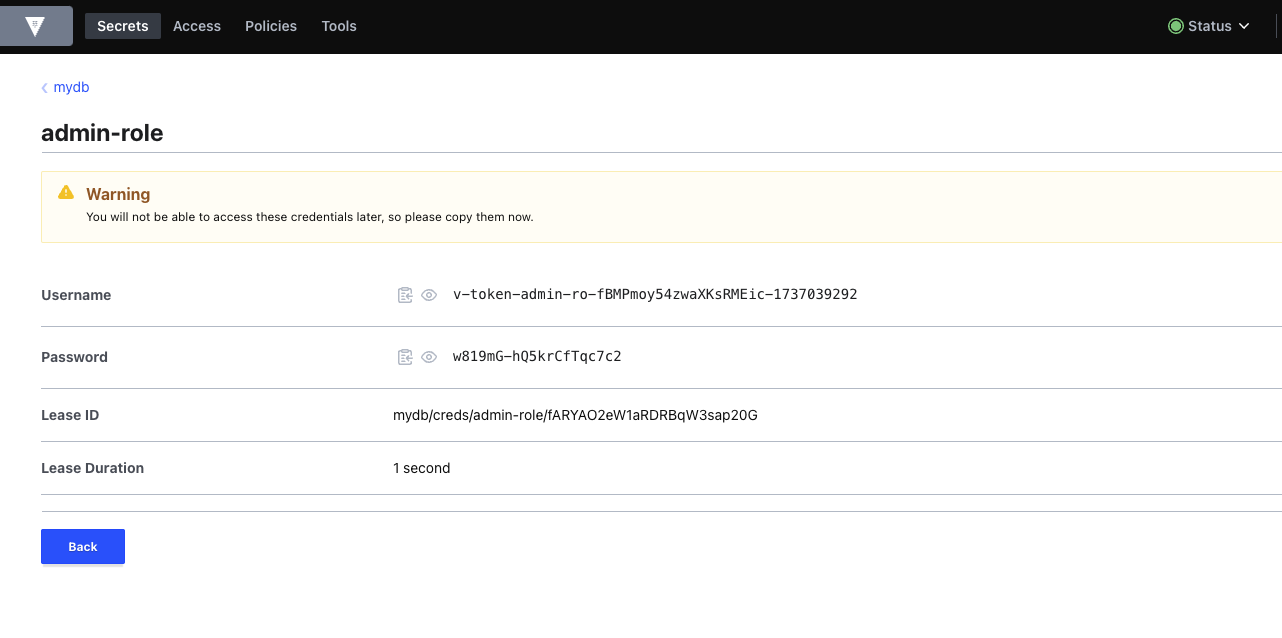 Secrets Access Policies Tools Status
mydb
admin-role
Warning
You will not be able to access these credentials later, so please copy them now.
Username v-token-admin-ro-fBMPmoy54zwaXKsRMEic-1737039292
Password w819mG-hQ5krCfTqc7c2
Lease ID mydb/creds/admin-role/fARYAO2eW1aRDRBqW3sap20G
Lease Duration 1 second
Back